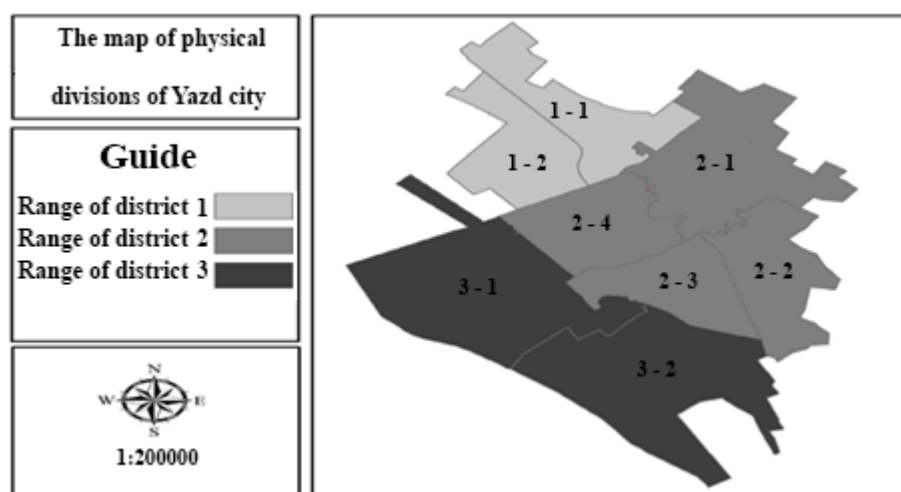 The map of physical
divisions of Yazd city
Guide
Range of district 1
Range of district 2
Range of district 3
N
W E
S
1:200000
1 - 1
1 - 2
2 - 1
2 - 4
2 - 3
2 - 2
3 - 1
3 - 2